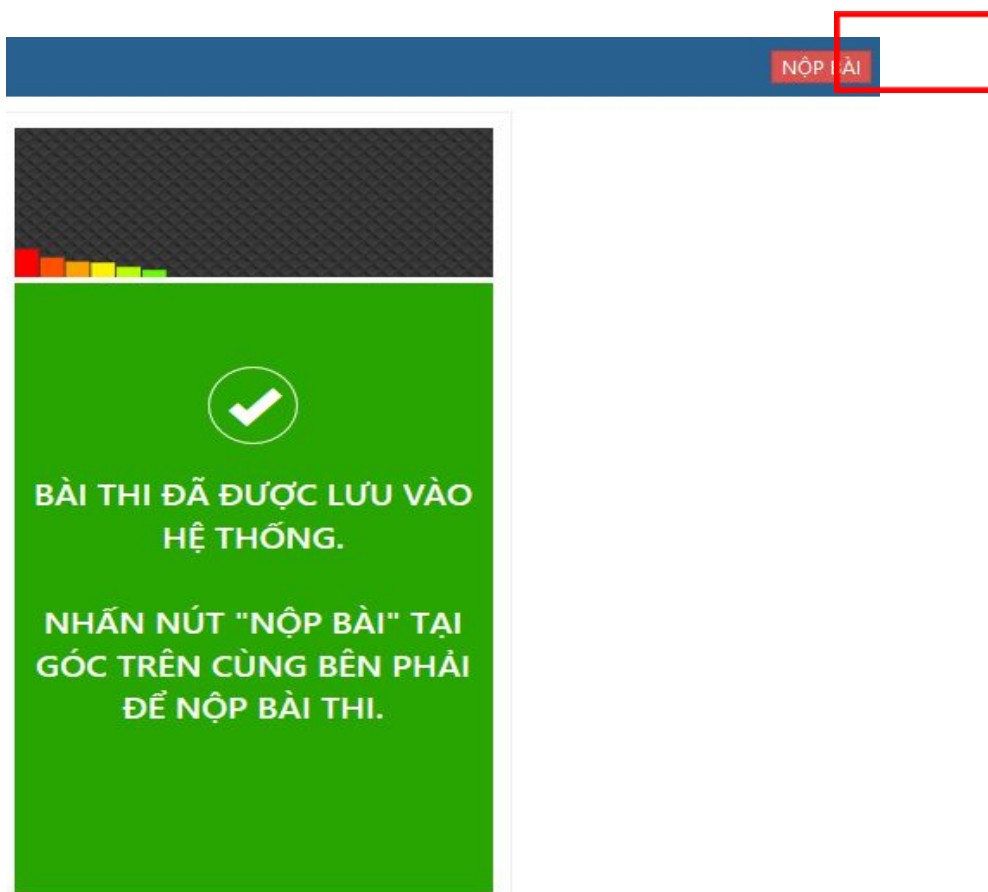 NỘP BÀI
BÀI THI ĐÃ ĐƯỢC LƯU VÀO
HỆ THỐNG.
NHẤN NÚT "NỘP BÀI" TẠI
GÓC TRÊN CÙNG BÊN PHẢI
ĐỂ NỘP BÀI THI.